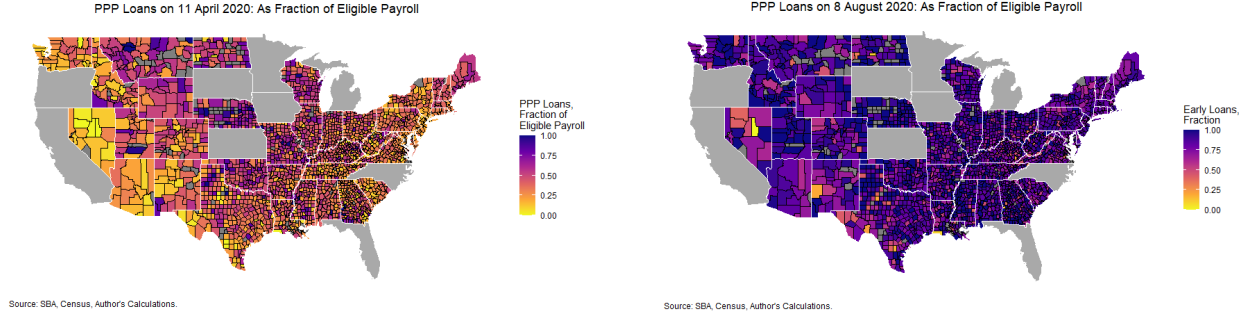 PPP Loans on 11 April 2020: As Fraction of Eligible Payroll
PPP Loans,
Fraction of
Eligible Payroll
1.00
0.75
0.50
0.25
0.00
Source: SBA, Census, Author's Calculations.
PPP Loans on 8 August 2020: As Fraction of Eligible Payroll
Early Loans,
Fraction
1.00
0.75
0.50
0.25
0.00
Source: SBA, Census, Author's Calculations.